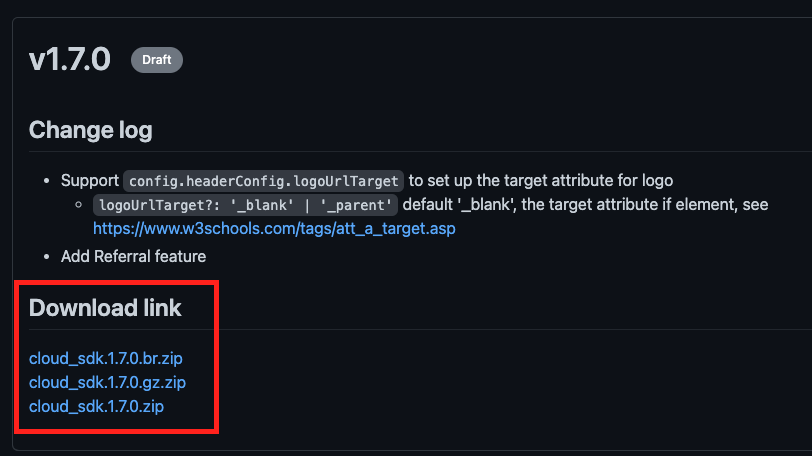 v1.7.0 Draft
Change log
• Support config.headerConfig.logoUrlTarget to set up the target attribute for logo
◦ logoUrlTarget?: '_blank' | '_parent' default '_blank', the target attribute if element, see
https://www.w3schools.com/tags/att_a_target.asp
• Add Referral feature
Download link
cloud_sdk.1.7.0.br.zip
cloud_sdk.1.7.0.gz.zip
cloud_sdk.1.7.0.zip